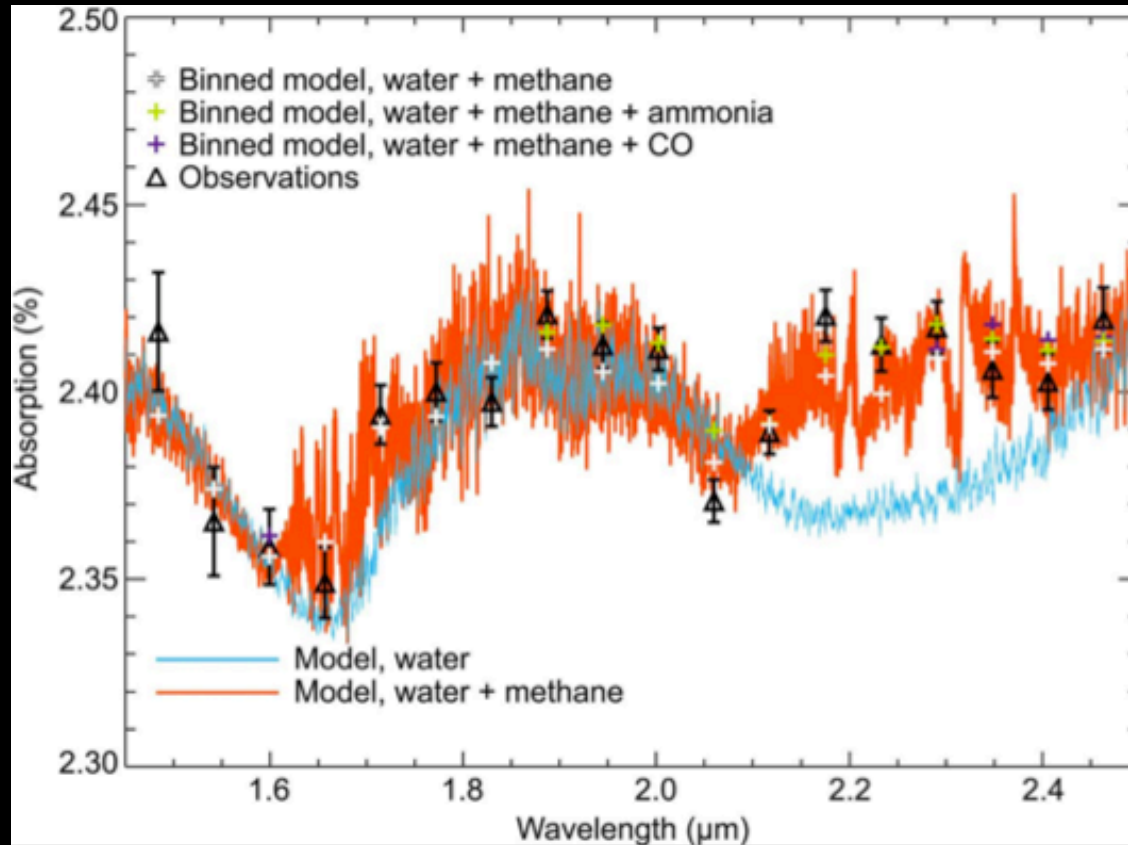 2.50
Binned model, water + methane
Binned model, water + methane + ammonia
Binned model, water + methane + CO
Observations
2.45
Absorption (%)
2.40
2.35
Model, water
Model, water + methane
2.30
1.6 1.8 2.0 2.2 2.4
Wavelength (µm)